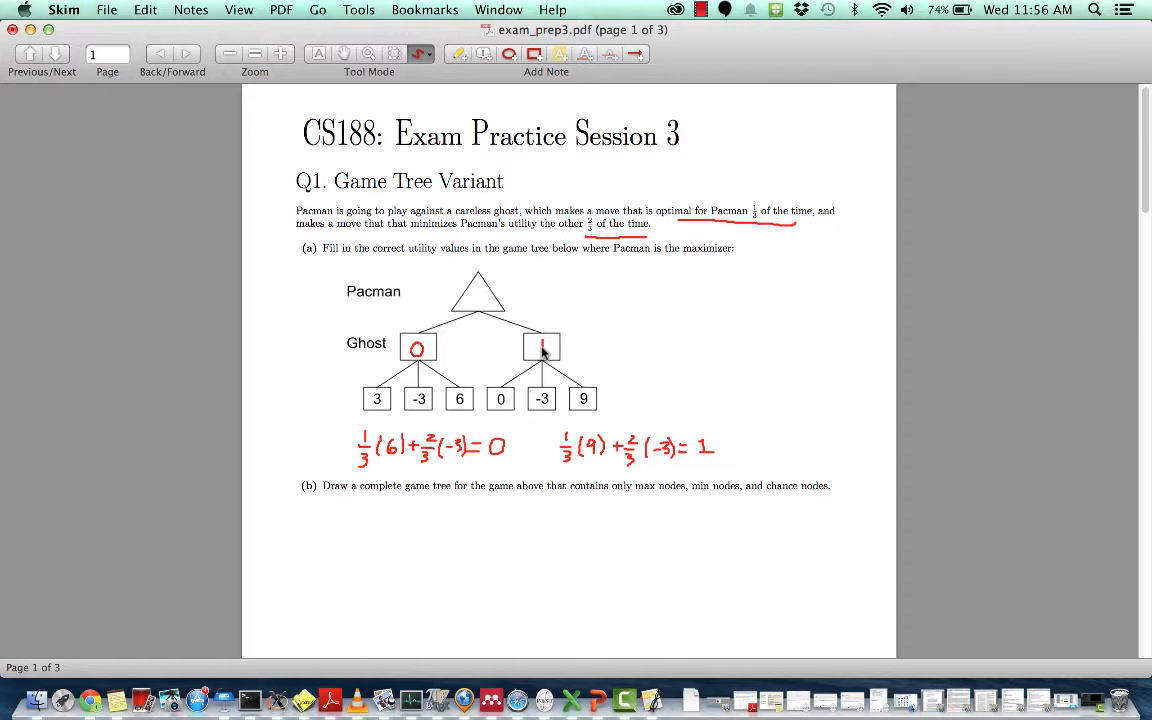 Skim File Edit View PDF Go Tools Bookmarks Window Help 74% Wed 11:56 AM
exam_prep3.pdf (page 1 of 3)
1
Previous/Next Page Back/Forward Zoom Tool Mode Add Note
CS188: Exam Practice Session 3
Q1. Game Tree Variant
Pacman is going to play against a careless ghost, which makes a move that is optimal for Pacman 1/3 of the time, and
makes a move that that minimizes Pacman's utility the other 2/3 of the time.
(a) Fill in the correct utility values in the game tree below where Pacman is the maximizer:
Pacman
Ghost 0 1
3 -3 6 0 -3 9
1/3 (6) + 2/3 (-3) = 0 1/3 (9) + 2/3 (-3) = 1
(b) Draw a complete game tree for the game above that contains only max nodes, min nodes, and chance nodes.
Page 1 of 3